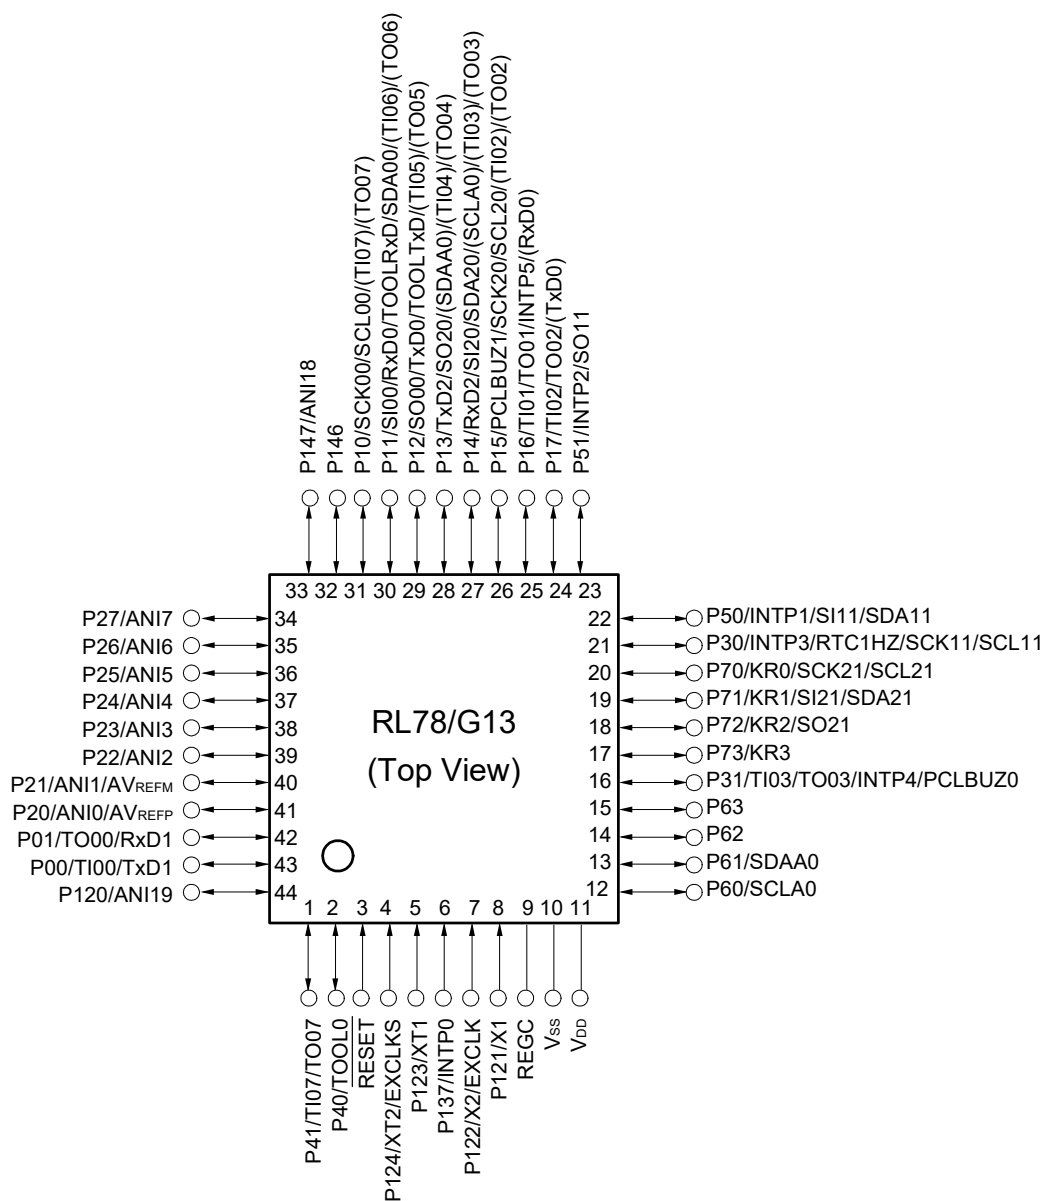 P147/ANI18
P146
P10/SCK00/SCL00/(TI07)/(TO07)
P11/SI00/RxD0/TOOLRxD/SDA00/(TI06)/(TO06)
P12/SO00/TxD0/TOOLTxD/(TI05)/(TO05)
P13/TxD2/SO20/(SDAA0)/(TI04)/(TO04)
P14/RxD2/SI20/SDA20/(SCLA0)/(TI03)/(TO03)
P15/PCLBUZ1/SCK20/SCL20/(TI02)/(TO02)
P16/TI01/TO01/INTP5/(RxD0)
P17/TI02/TO02/(TxD0)
P51/INTP2/SO11
33 32 31 30 29 28 27 26 25 24 23
P27/ANI7 34
P26/ANI6 35
P25/ANI5 36
P24/ANI4 37
P23/ANI3 38
P22/ANI2 39
P21/ANI1/AVREFM 40
P20/ANI0/AVREFP 41
P01/TO00/RxD1 42
P00/TI00/TxD1 43
P120/ANI19 44
RL78/G13
(Top View)
22 P50/INTP1/SI11/SDA11
21 P30/INTP3/RTC1HZ/SCK11/SCL11
20 P70/KR0/SCK21/SCL21
19 P71/KR1/SI21/SDA21
18 P72/KR2/SO21
17 P73/KR3
16 P31/TI03/TO03/INTP4/PCLBUZ0
15 P63
14 P62
13 P61/SDAA0
12 P60/SCLA0
1 2 3 4 5 6 7 8 9 10 11
P41/TI07/TO07
P40/TOOL0
RESET
P124/XT2/EXCLKS
P123/XT1
P137/INTP0
P122/X2/EXCLK
P121/X1
REGC
VSS
VDD